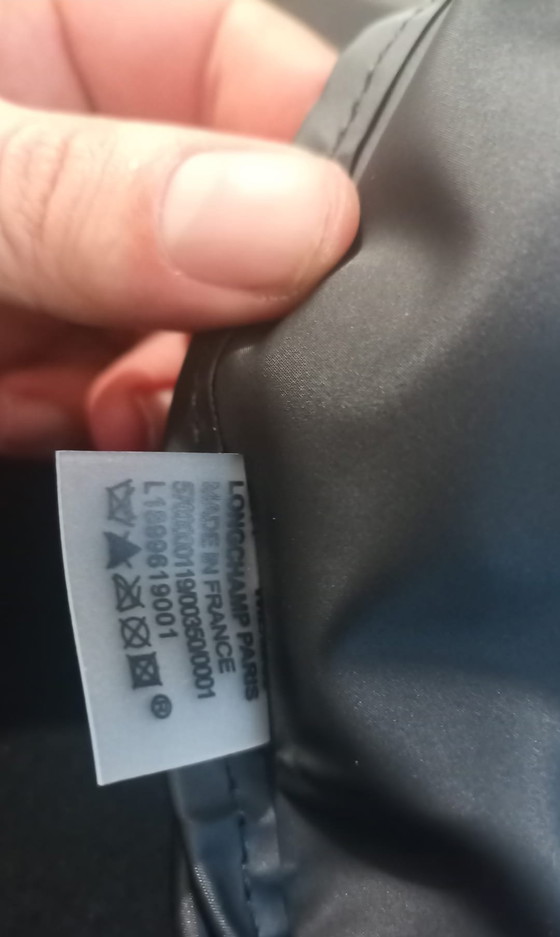 LONGCHAMP PARIS
MADE IN FRANCE
L1899619001
®